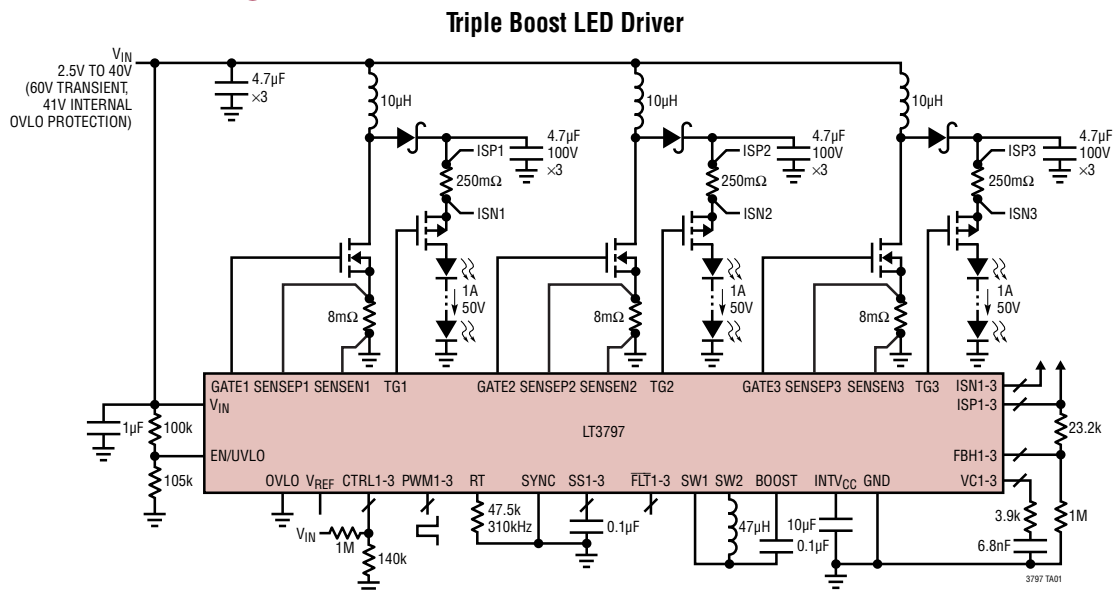 Triple Boost LED Driver
VIN
2.5V TO 40V
(60V TRANSIENT,
41V INTERNAL
OVLO PROTECTION)
4.7µF
×3
10µH
10µH
10µH
ISP1
4.7µF
100V
×3
250mΩ
ISN1
ISP2
4.7µF
100V
×3
250mΩ
ISN2
ISP3
4.7µF
100V
×3
250mΩ
ISN3
1A
50V
1A
50V
1A
50V
8mΩ
8mΩ
8mΩ
GATE1 SENSEP1 SENSEN1 TG1 GATE2 SENSEP2 SENSEN2 TG2 GATE3 SENSEP3 SENSEN3 TG3 ISN1-3
VIN
ISP1-3
1µF
100k
LT3797
23.2k
EN/UVLO
FBH1-3
105k
OVLO VREF CTRL1-3 PWM1-3 RT SYNC SS1-3 FLT1-3 SW1 SW2 BOOST INTVCC GND VC1-3
47.5k
310kHz
0.1µF
47µH
0.1µF
10µF
3.9k
1M
VIN
1M
140k
6.8nF
3797 TA01